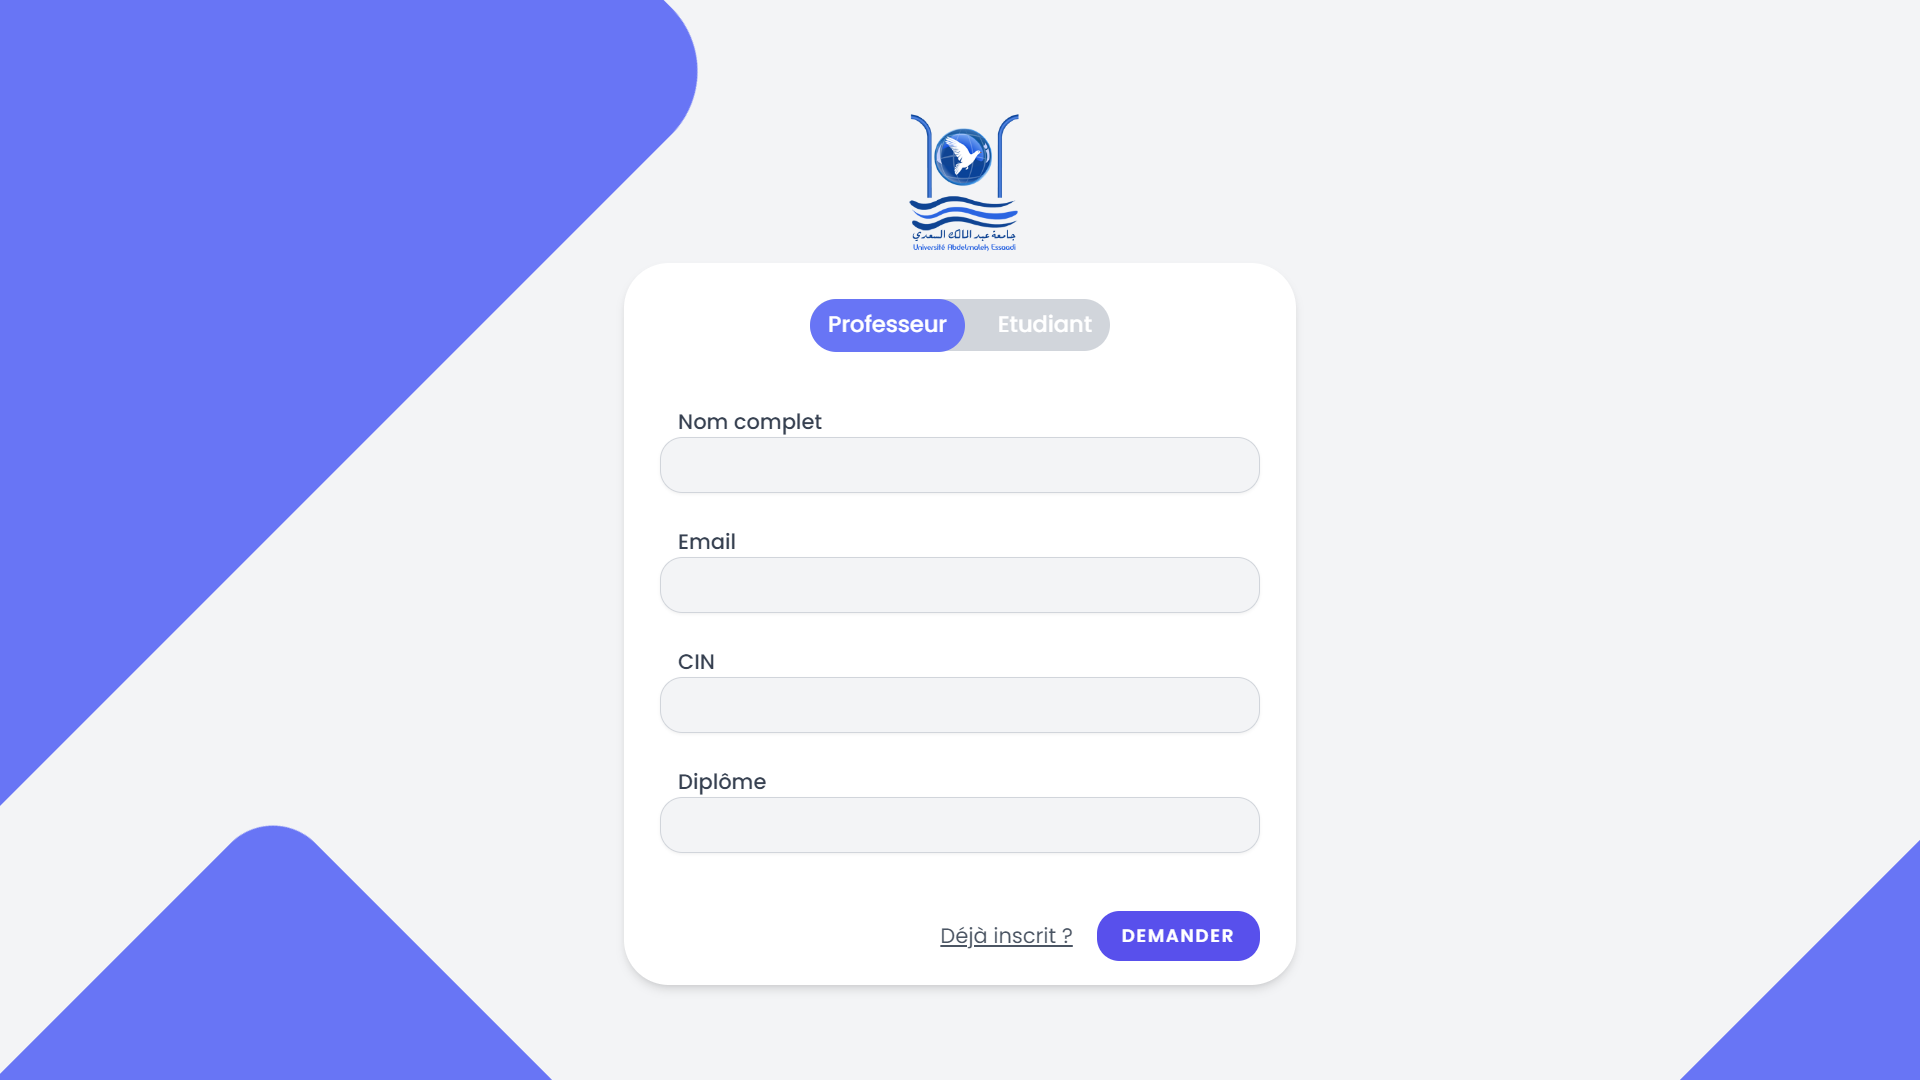 جامعة عبد المالك السعدي
Université Abdelmalek Essaadi
Professeur
Etudiant
Nom complet
Email
CIN
Diplôme
Déjà inscrit ?
DEMANDER